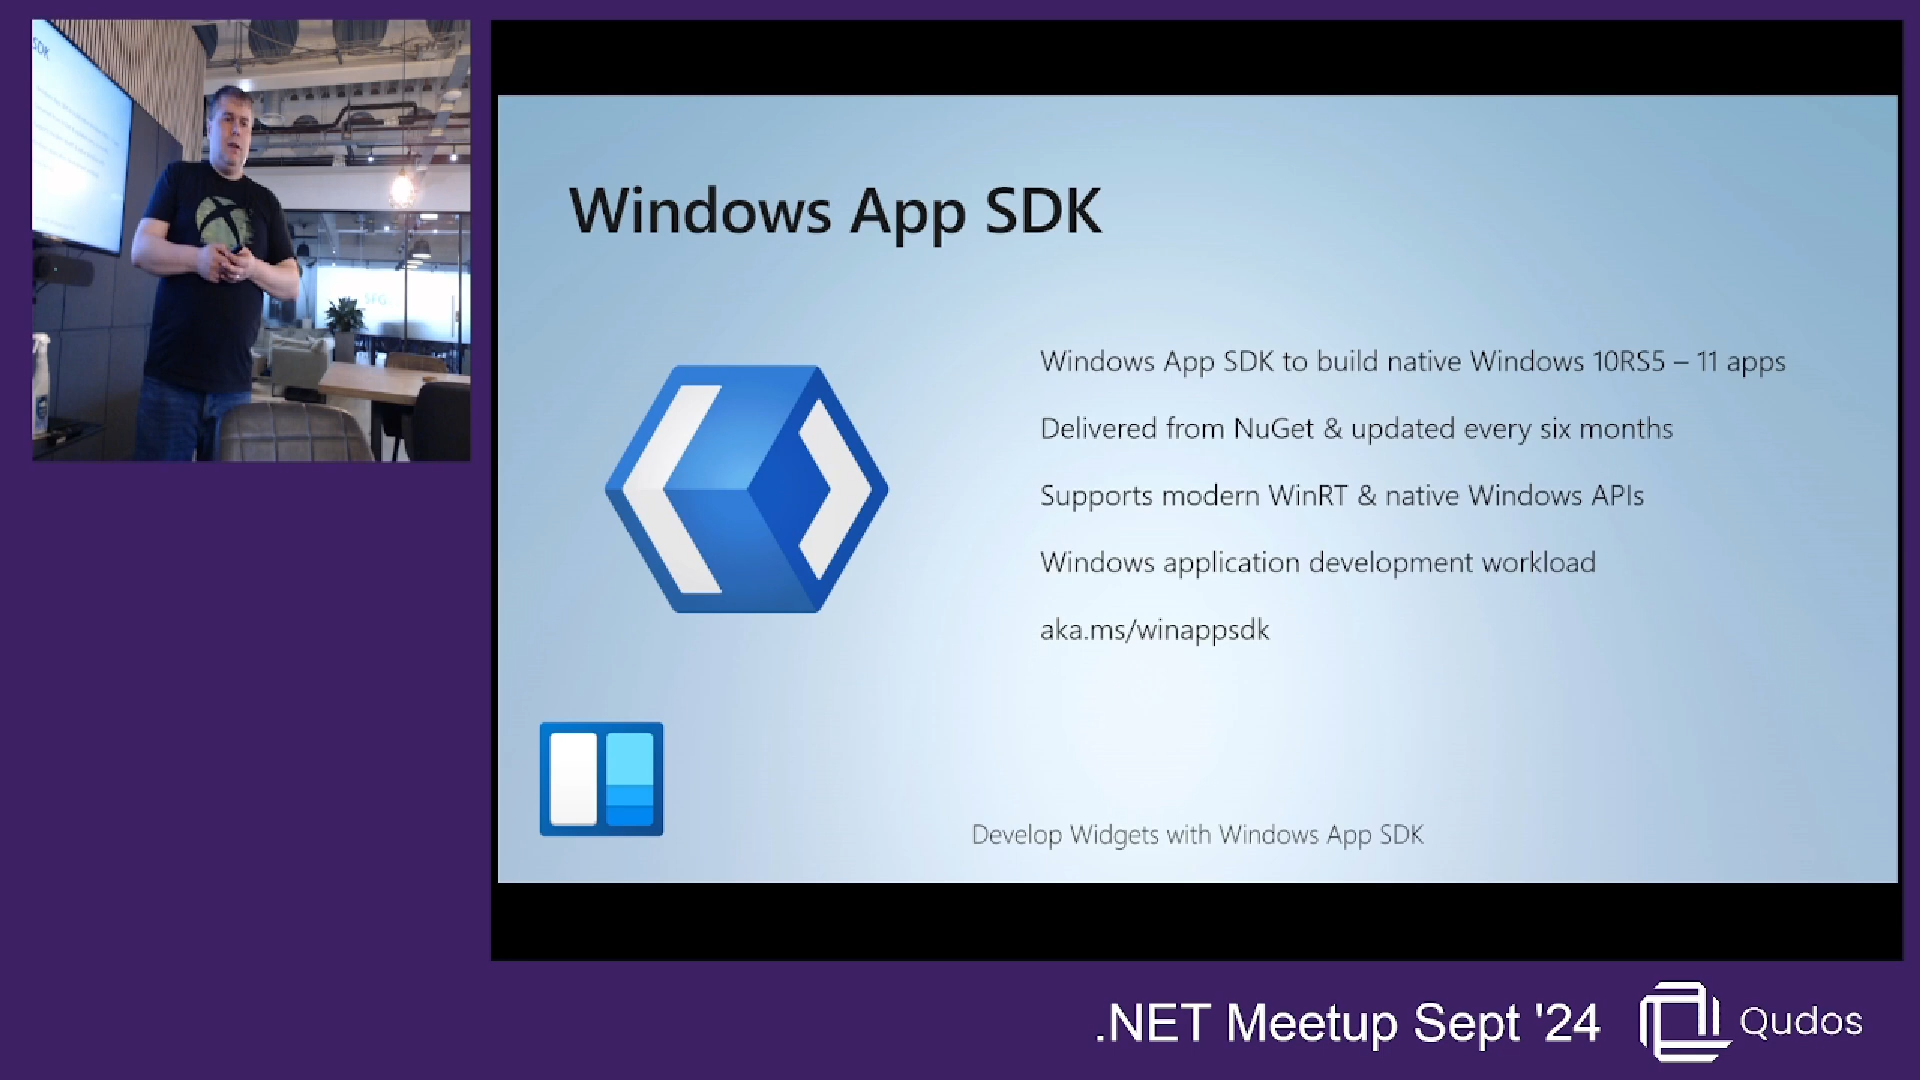 SDK
SFG
Windows App SDK
Windows App SDK to build native Windows 10RS5 – 11 apps
Delivered from NuGet & updated every six months
Supports modern WinRT & native Windows APIs
Windows application development workload
aka.ms/winappsdk
Develop Widgets with Windows App SDK
.NET Meetup Sept '24
Qudos